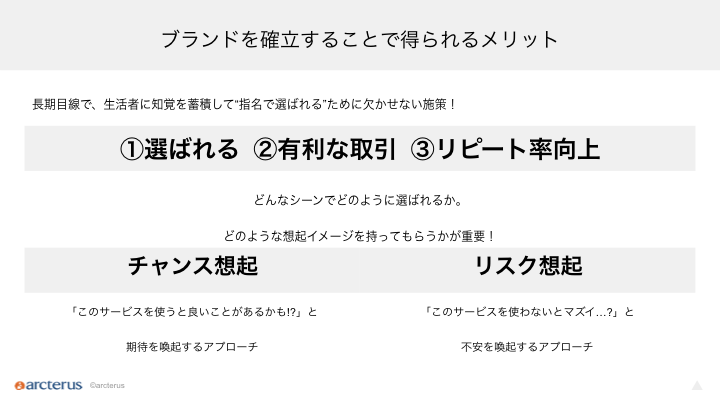 ブランドを確立することで得られるメリット
長期目線で、生活者に知覚を蓄積して“指名で選ばれる”ために欠かせない施策！
①選ばれる ②有利な取引 ③リピート率向上
どんなシーンでどのように選ばれるか。
どのような想起イメージを持ってもらうかが重要！
チャンス想起
リスク想起
「このサービスを使うと良いことがあるかも!?」と
期待を喚起するアプローチ
「このサービスを使わないとマズイ…?」と
不安を喚起するアプローチ
arcterus ©arcterus